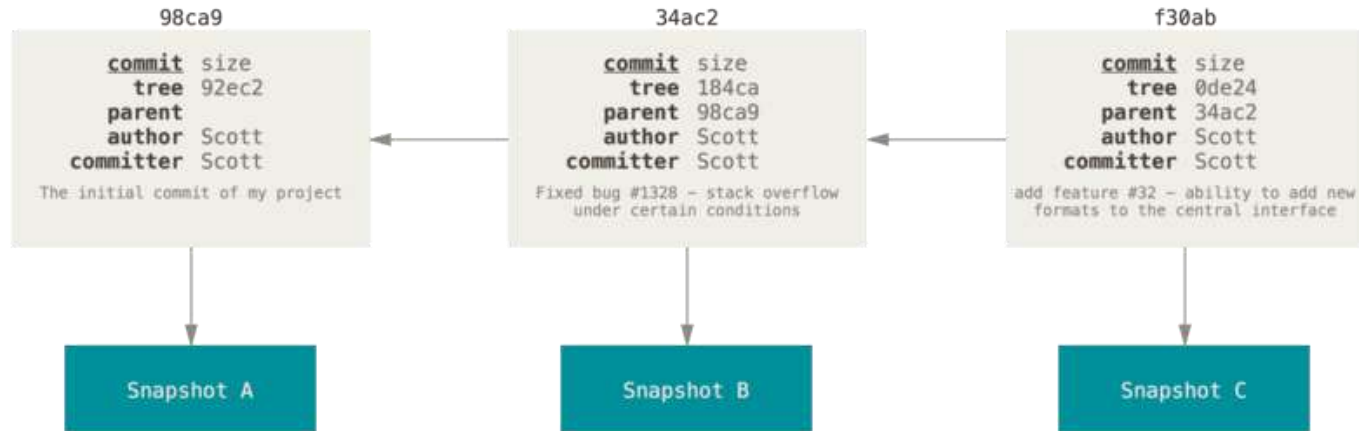 98ca9
commit size
tree 92ec2
parent
author Scott
committer Scott
The initial commit of my project
Snapshot A
34ac2
commit size
tree 184ca
parent 98ca9
author Scott
committer Scott
Fixed bug #1328 – stack overflow
under certain conditions
Snapshot B
f30ab
commit size
tree 0de24
parent 34ac2
author Scott
committer Scott
add feature #32 – ability to add new
formats to the central interface
Snapshot C